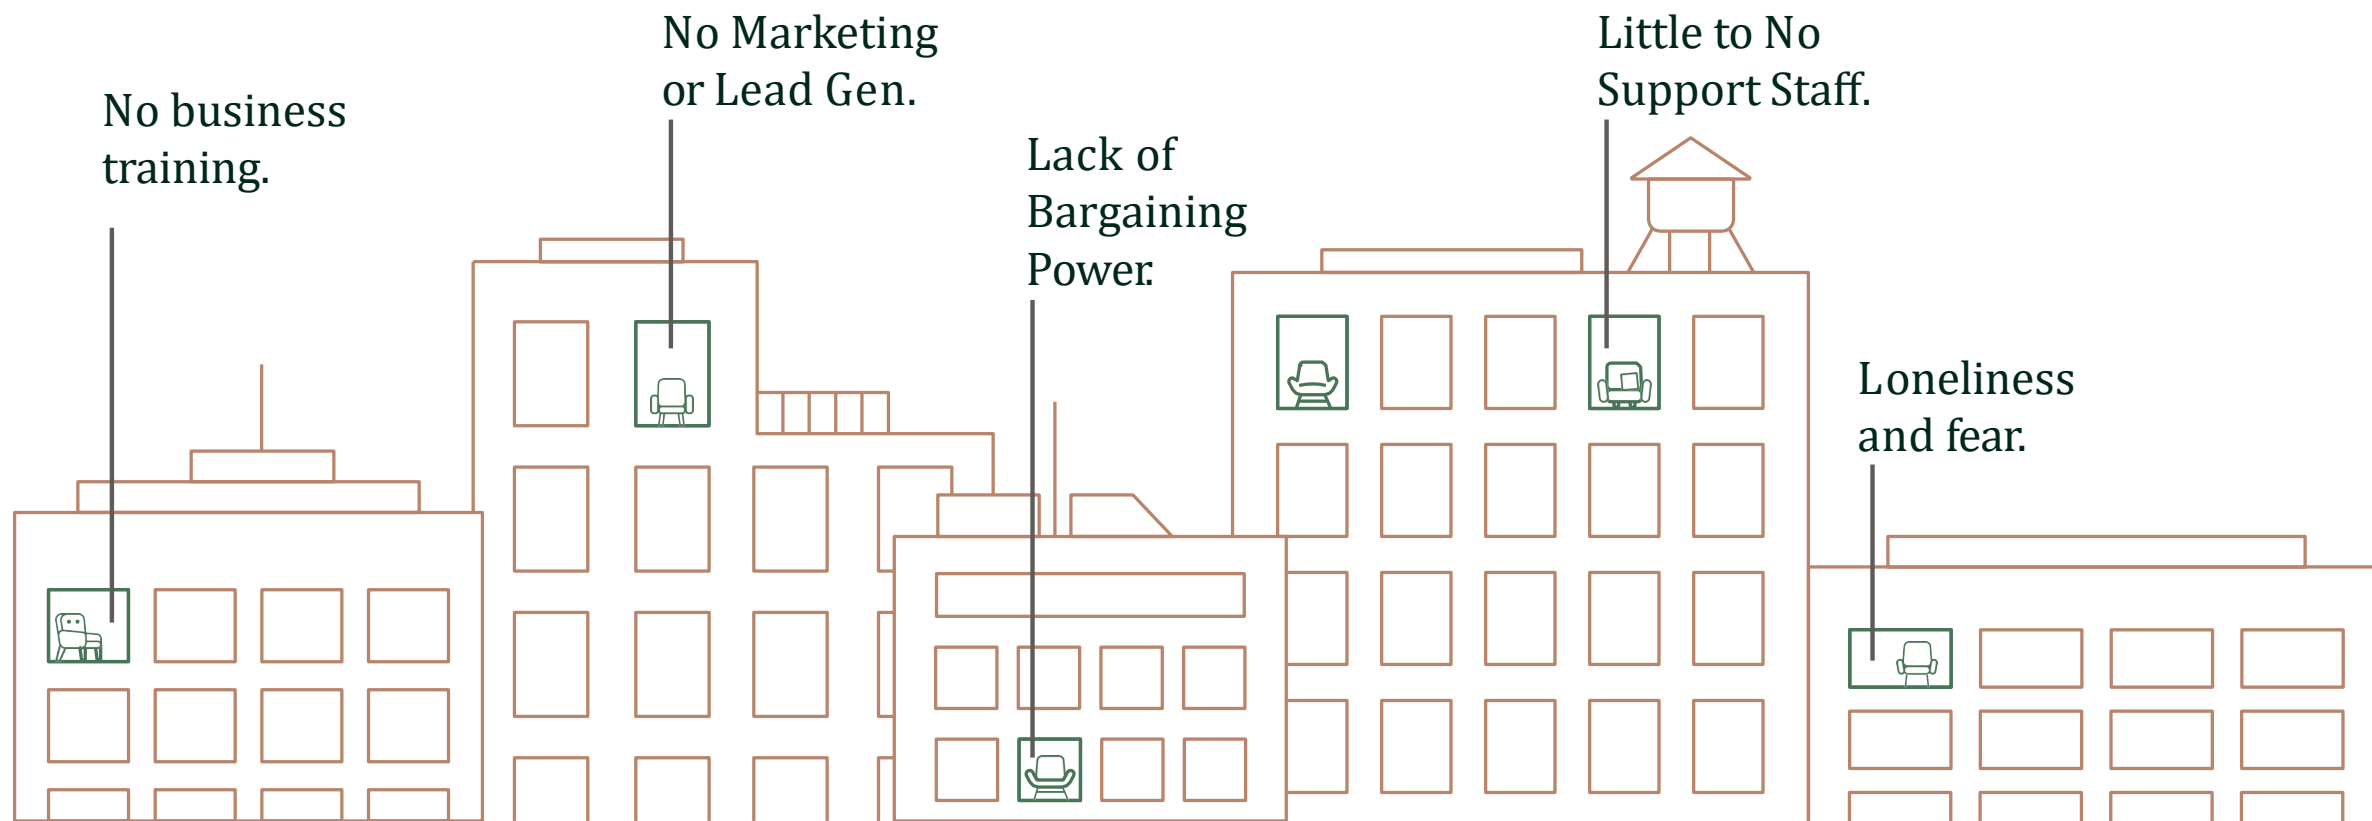 No business
training.
No Marketing
or Lead Gen.
Lack of
Bargaining
Power.
Little to No
Support Staff.
Loneliness
and fear.